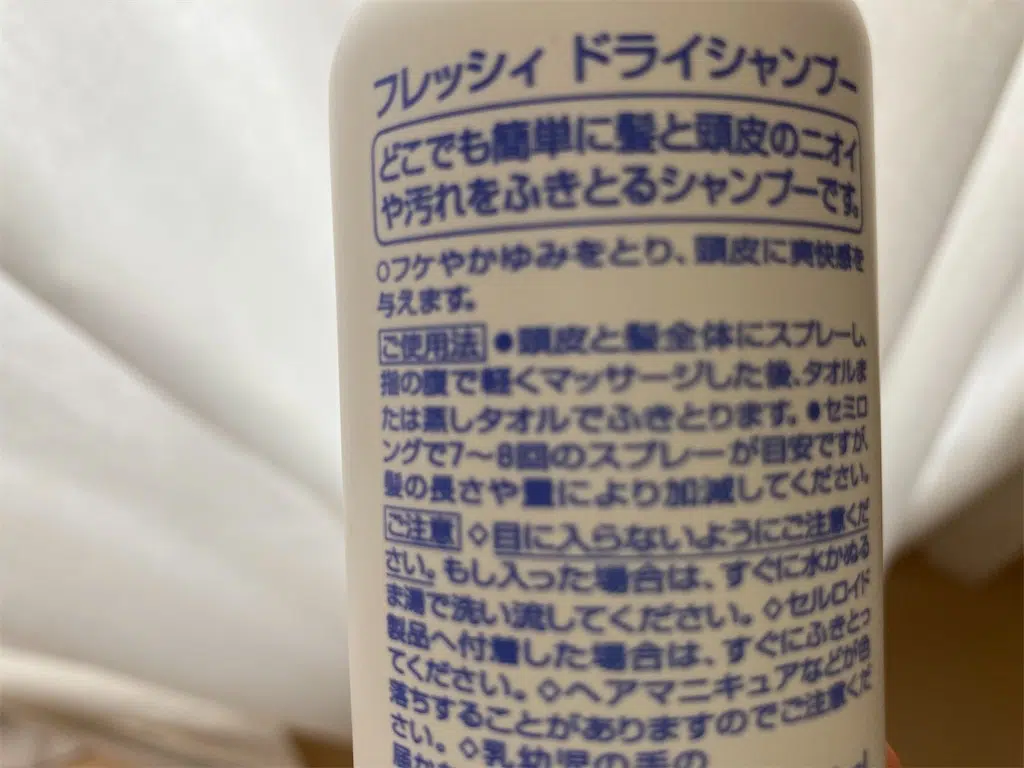 フレッシィ ドライシャンプー
どこでも簡単に髪と頭皮のニオイ
や汚れをふきとるシャンプーです。
○フケやかゆみをとり、頭皮に爽快感を
与えます。
ご使用法 ●頭皮と髪全体にスプレーし、
指の腹で軽くマッサージした後、タオルま
たは蒸しタオルでふきとります。●セミロ
ングで7〜8回のスプレーが目安ですが、
髪の長さや量により加減してください。
ご注意 ◇目に入らないようにご注意くだ
さい。もし入った場合は、すぐに水かぬる
ま湯で洗い流してください。◇セルロイド
製品へ付着した場合は、すぐにふきとっ
てください。◇ヘアマニキュアなどが色
落ちすることがありますのでご注意くだ
さい。◇乳幼児の手の